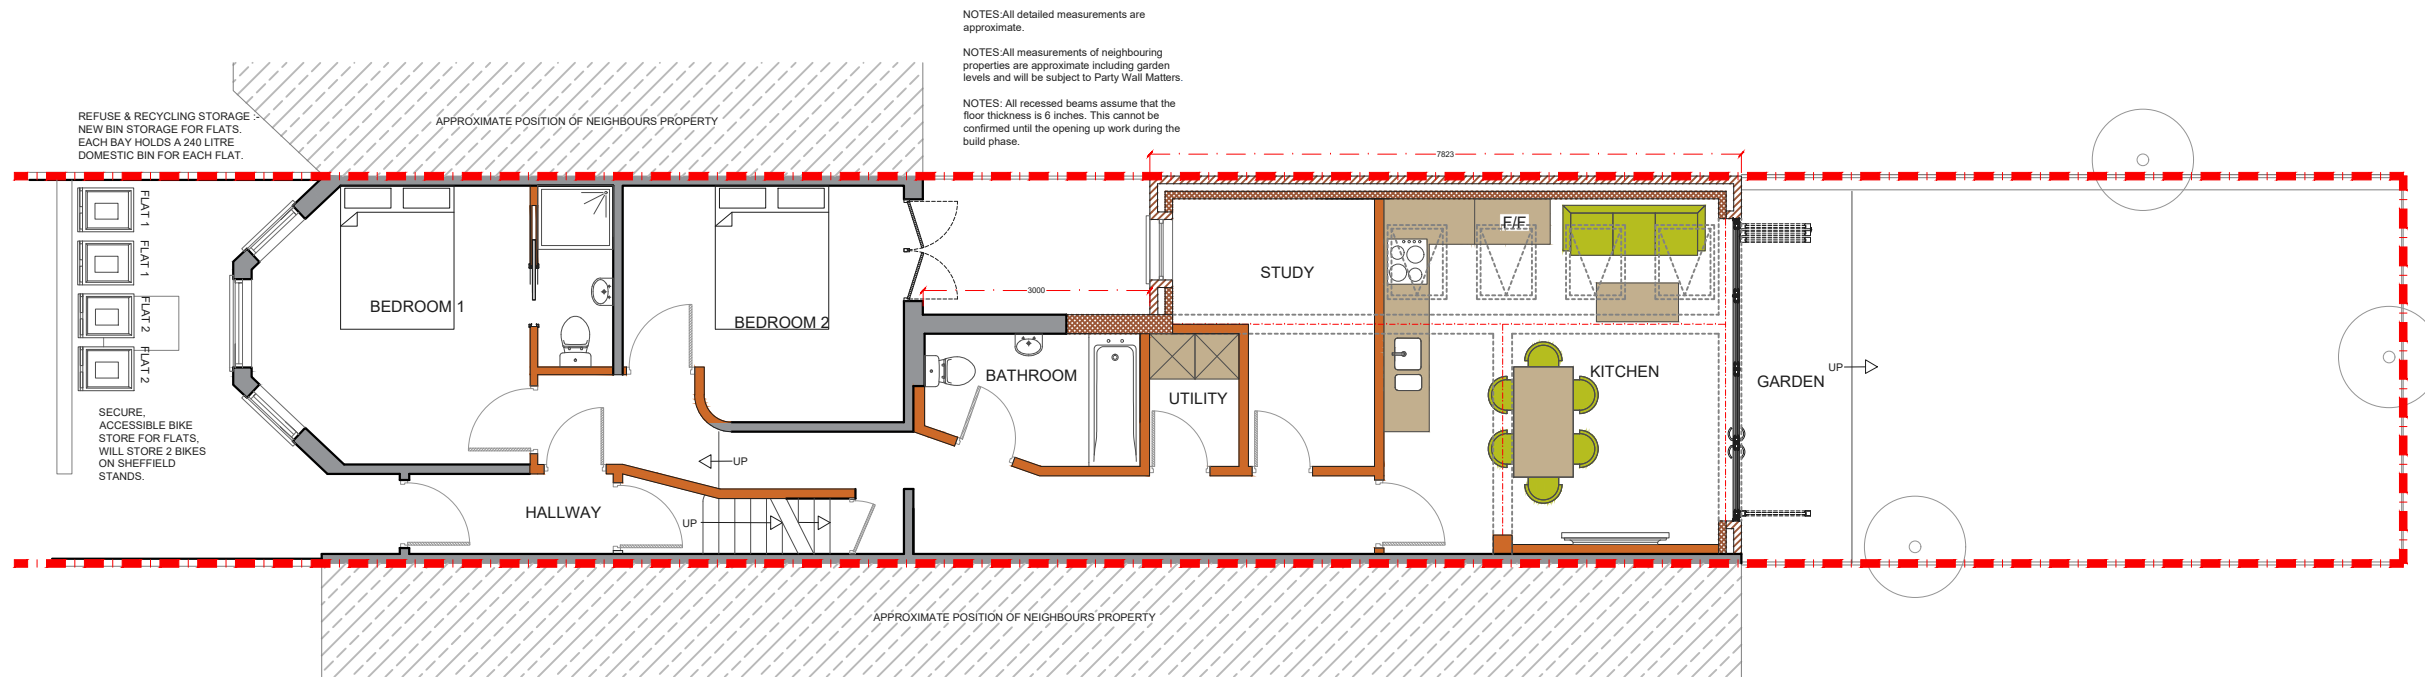 NOTES:All detailed measurements are
approximate.
NOTES:All measurements of neighbouring
properties are approximate including garden
levels and will be subject to Party Wall Matters.
NOTES: All recessed beams assume that the
floor thickness is 6 inches. This cannot be
confirmed until the opening up work during the
build phase.
REFUSE & RECYCLING STORAGE :-
NEW BIN STORAGE FOR FLATS.
EACH BAY HOLDS A 240 LITRE
DOMESTIC BIN FOR EACH FLAT.
APPROXIMATE POSITION OF NEIGHBOURS PROPERTY
7823
FLAT 1
FLAT 1
FLAT 2
FLAT 2
F/F
STUDY
3000
BEDROOM 1
BEDROOM 2
BATHROOM
KITCHEN
UP
GARDEN
UTILITY
SECURE,
ACCESSIBLE BIKE
STORE FOR FLATS,
WILL STORE 2 BIKES
ON SHEFFIELD
STANDS.
UP
HALLWAY
UP
APPROXIMATE POSITION OF NEIGHBOURS PROPERTY